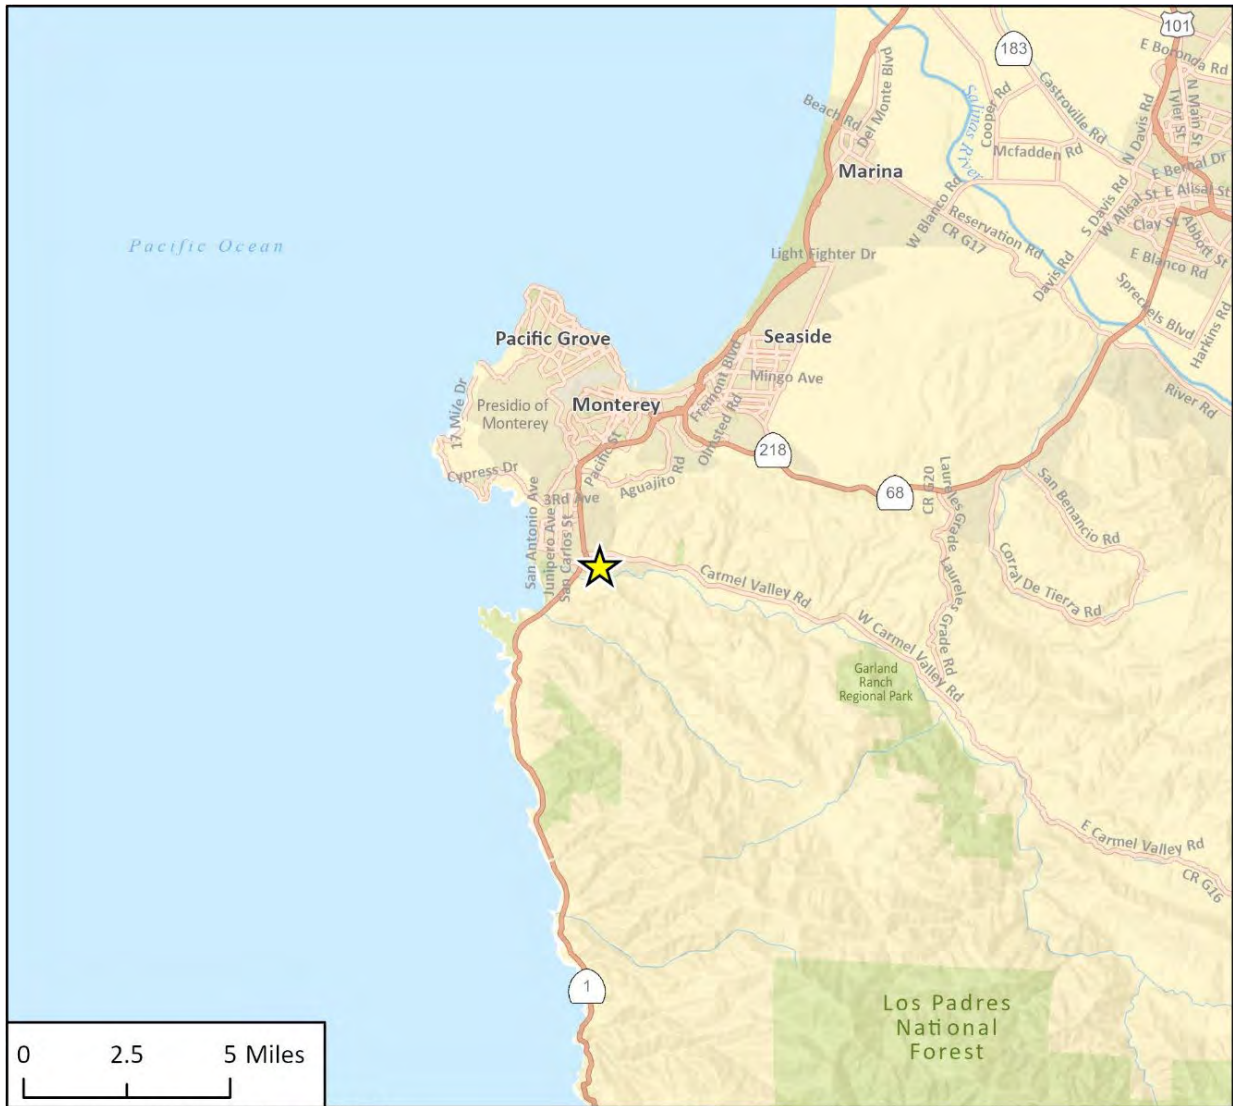 101
183
E Boronda Rd
N Main St
Tyler St
Castroville Rd
N Davis Rd
Cooper Rd
Salinas River
Del Monte Blvd
Beach Rd
Mcfadden Rd
E Bernal Dr
Marina
W Blanco Rd
Reservation Rd
CR G17
S Davis Rd
W Alisal St
E Alisal St
Clay St
Abbott St
E Blanco Rd
Pacific Ocean
Light Fighter Dr
Davis Rd
Spreckels Blvd
Harkins Rd
Pacific Grove
Seaside
Fremont Blvd
Mingo Ave
17 Mile Dr
Presidio of
Monterey
Monterey
Olmsted Rd
River Rd
Pacific St
218
Cypress Dr
Aguajito Rd
68
CR G20
Laureles Grade
San Benancio Rd
3Rd Ave
San Antonio Ave
Junipero Ave
San Carlos St
Carmel Valley Rd
Laureles Grade Rd
Corral De Tierra Rd
W Carmel Valley Rd
Garland
Ranch
Regional Park
E Carmel Valley Rd
CR G16
1
Los Padres
National
Forest
0 2.5 5 Miles